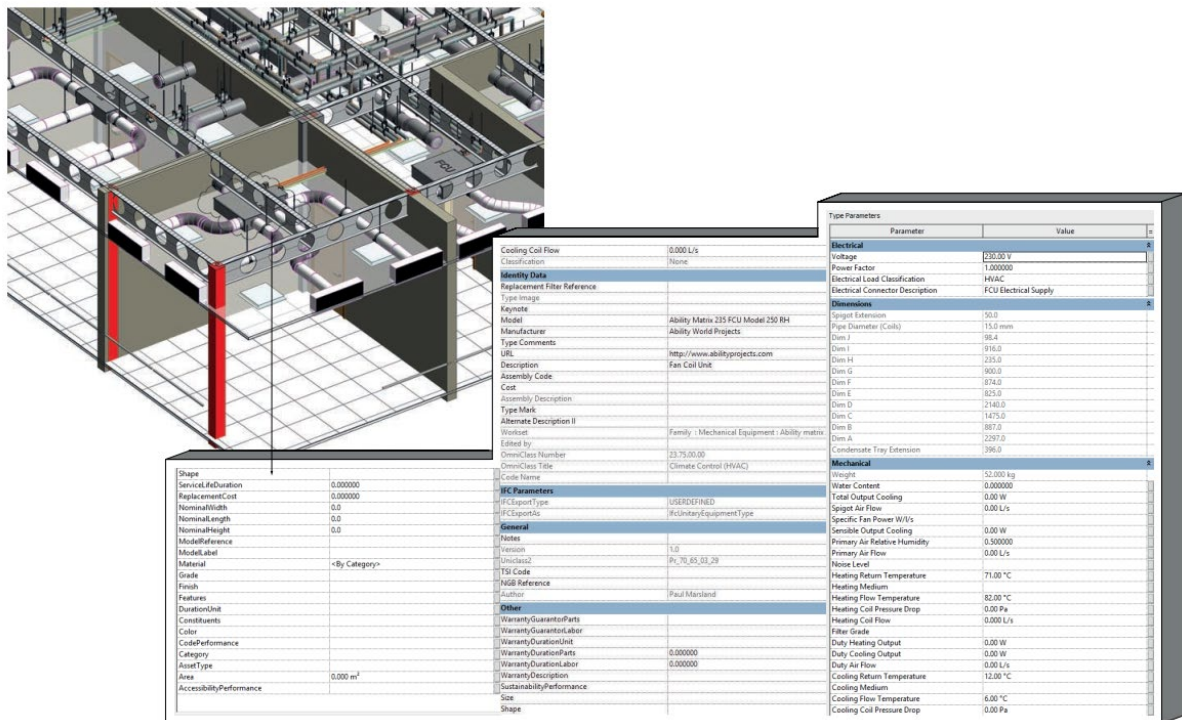 FCU
Type Parameters
Parameter Value
Electrical
Voltage 230.00 V
Power Factor 1.000000
Electrical Load Classification HVAC
Electrical Connector Description FCU Electrical Supply
Dimensions
Spigot Extension 50.0
Pipe Diameter (Coils) 15.0 mm
Dim J 98.4
Dim I 916.0
Dim H 235.0
Dim G 900.0
Dim F 874.0
Dim E 825.0
Dim D 2140.0
Dim C 1475.0
Dim B 887.0
Dim A 2297.0
Condensate Tray Extension 396.0
Mechanical
Weight 52.000 kg
Water Content 0.000000
Total Output Cooling 0.00 W
Spigot Air Flow 0.00 L/s
Specific Fan Power W/l/s
Sensible Output Cooling 0.00 W
Primary Air Relative Humidity 0.500000
Primary Air Flow 0.00 L/s
Noise Level
Heating Return Temperature 71.00 °C
Heating Medium
Heating Flow Temperature 82.00 °C
Heating Coil Pressure Drop 0.00 Pa
Heating Coil Flow 0.000 L/s
Filter Grade
Duty Heating Output 0.00 W
Duty Cooling Output 0.00 W
Duty Air Flow 0.00 L/s
Cooling Return Temperature 12.00 °C
Cooling Medium
Cooling Flow Temperature 6.00 °C
Cooling Coil Pressure Drop 0.00 Pa
Cooling Coil Flow 0.000 L/s
Classification None
Identity Data
Replacement Filter Reference
Type Image
Keynote
Model Ability Matrix 235 FCU Model 250 RH
Manufacturer Ability World Projects
Type Comments
URL http://www.abilityprojects.com
Description Fan Coil Unit
Assembly Code
Cost
Assembly Description
Type Mark
Alternate Description II
Workset Family : Mechanical Equipment : Ability matrix
Edited by
OmniClass Number 23.75.00.00
OmniClass Title Climate Control (HVAC)
Code Name
IFC Parameters
IFCExportType USERDEFINED
IFCExportAs IfcUnitaryEquipmentType
General
Notes
Version 1.0
Uniclass2 Pr_70_65_03_29
TSI Code
NGB Reference
Author Paul Marsland
Other
WarrantyGuarantorParts
WarrantyGuarantorLabor
WarrantyDurationUnit
WarrantyDurationParts 0.000000
WarrantyDurationLabor 0.000000
WarrantyDescription
SustainabilityPerformance
Size
Shape
Shape
ServiceLifeDuration 0.000000
ReplacementCost 0.000000
NominalWidth 0.0
NominalLength 0.0
NominalHeight 0.0
ModelReference
ModelLabel
Material <By Category>
Grade
Finish
Features
DurationUnit
Constituents
Color
CodePerformance
Category
AssetType
Area 0.000 m²
AccessibilityPerformance